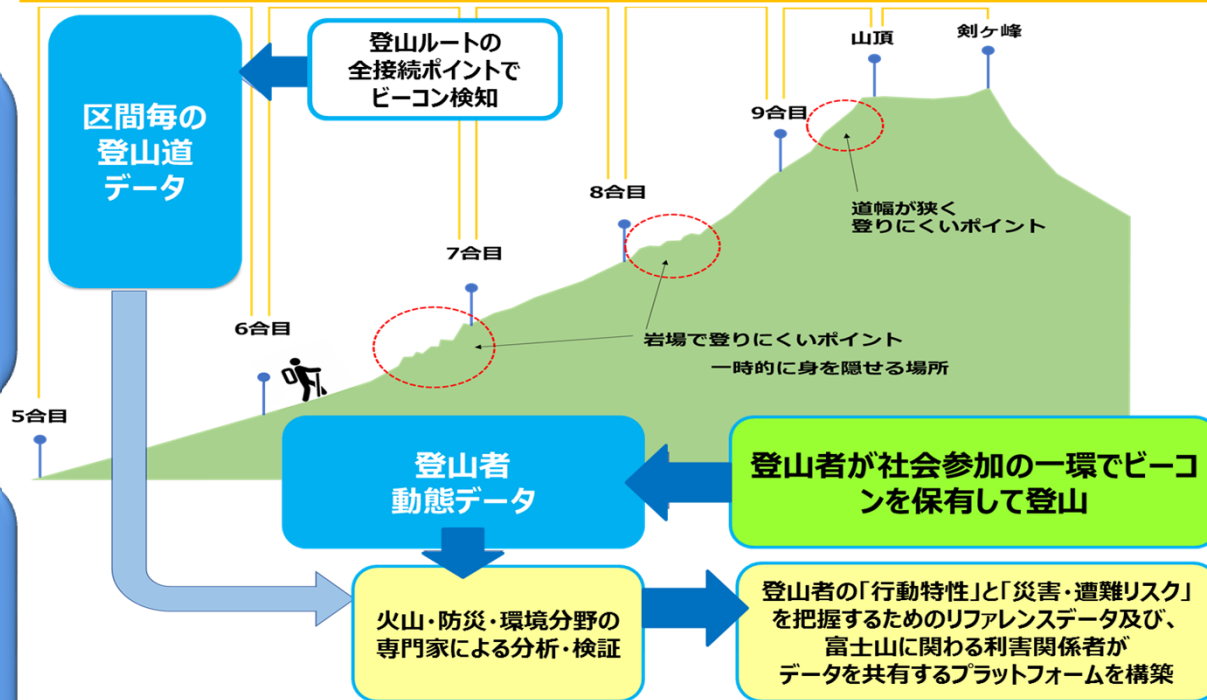 登山ルートの
全接続ポイントで
ビーコン検知
区間毎の
登山道
データ
山頂
剣ヶ峰
9合目
8合目
7合目
6合目
5合目
道幅が狭く
登りにくいポイント
岩場で登りにくいポイント
一時的に身を隠せる場所
登山者
動態データ
登山者が社会参加の一環でビーコ
ンを保有して登山
火山・防災・環境分野の
専門家による分析・検証
登山者の「行動特性」と「災害・遭難リスク」
を把握するためのリファレンスデータ及び、
富士山に関わる利害関係者が
データを共有するプラットフォームを構築